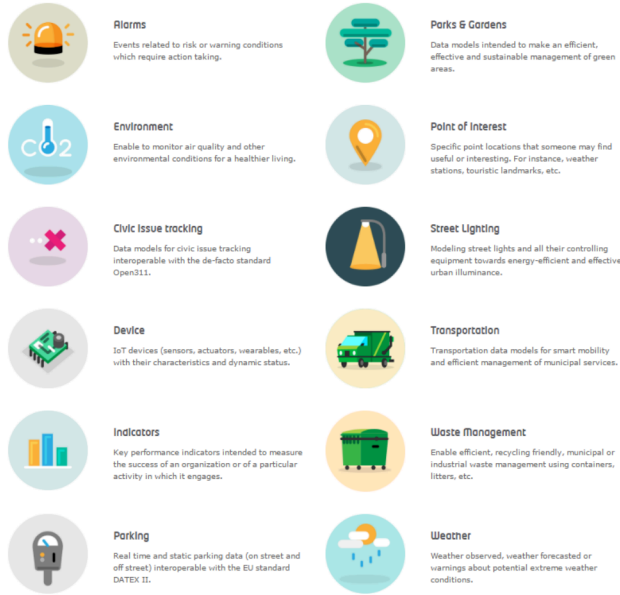 Alarms
Events related to risk or warning conditions
which require action taking.
Parks & Gardens
Data models intended to make an efficient,
effective and sustainable management of green
areas.
CO2
Environment
Enable to monitor air quality and other
environmental conditions for a healthier living.
Point of Interest
Specific point locations that someone may find
useful or interesting. For instance, weather
stations, touristic landmarks, etc.
Civic Issue tracking
Data models for civic issue tracking
interoperable with the de-facto standard
Open311.
Street Lighting
Modeling street lights and all their controlling
equipment towards energy-efficient and effective
urban illuminance.
Device
IoT devices (sensors, actuators, wearables, etc.)
with their characteristics and dynamic status.
Transportation
Transportation data models for smart mobility
and efficient management of municipal services.
Indicators
Key performance indicators intended to measure
the success of an organization or of a particular
activity in which it engages.
Waste Management
Enable efficient, recycling friendly, municipal or
industrial waste management using containers,
litters, etc.
Parking
Real time and static parking data (on street and
off street) interoperable with the EU standard
DATEX II.
Weather
Weather observed, weather forecasted or
warnings about potential extreme weather
conditions.